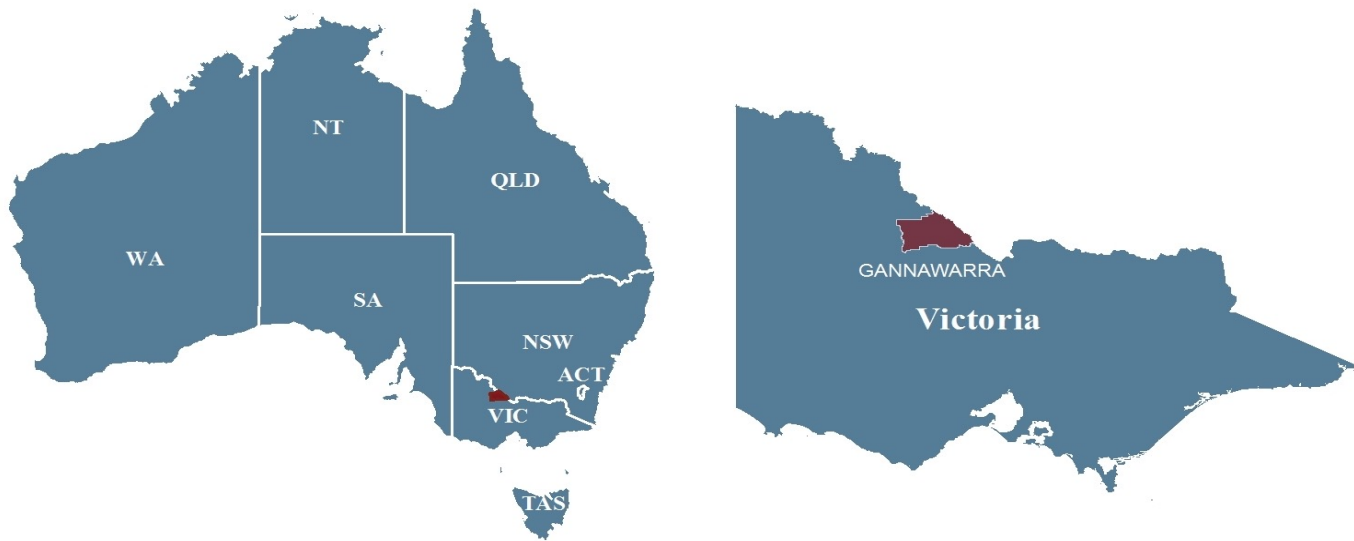 NT
QLD
WA
SA
NSW
ACT
VIC
TAS
GANNAWARRA
Victoria